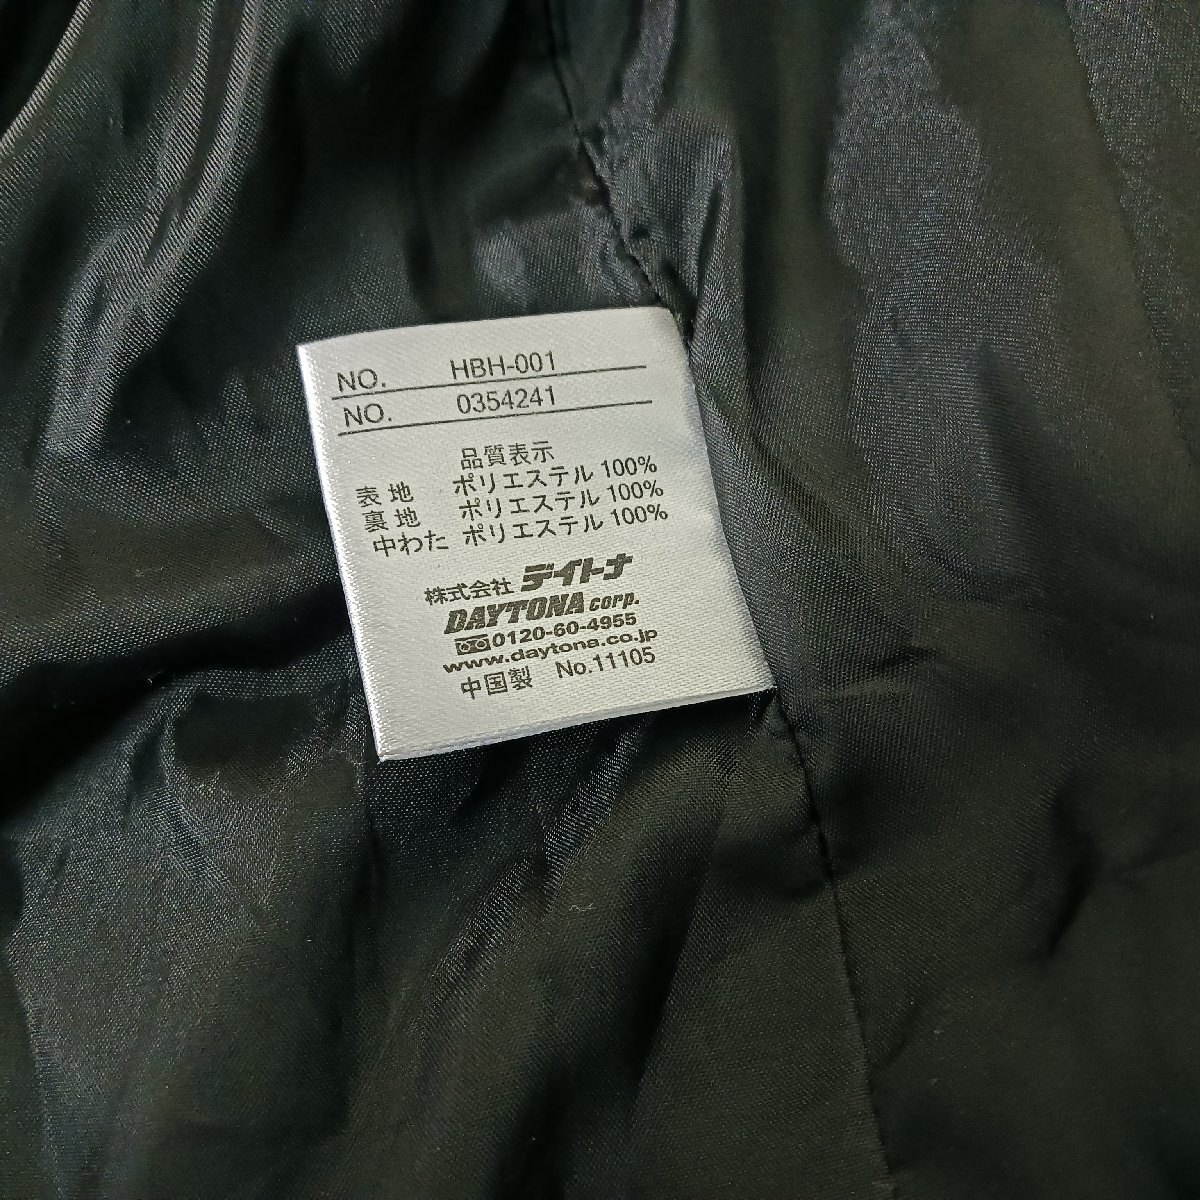 NO. HBH-001
NO. 0354241
品質表示
表地 ポリエステル 100%
裏地 ポリエステル 100%
中わた ポリエステル 100%
株式会社 デイトナ
DAYTONA corp.
0120-60-4955
www.daytona.co.jp
中国製 No.11105